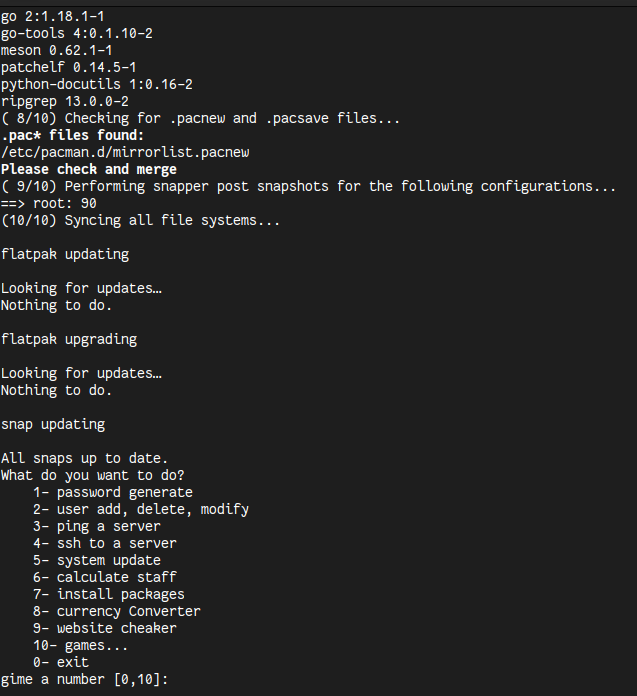 go 2:1.18.1-1
go-tools 4:0.1.10-2
meson 0.62.1-1
patchelf 0.14.5-1
python-docutils 1:0.16-2
ripgrep 13.0.0-2
( 8/10) Checking for .pacnew and .pacsave files...
.pac* files found:
/etc/pacman.d/mirrorlist.pacnew
Please check and merge
( 9/10) Performing snapper post snapshots for the following configurations...
==> root: 90
(10/10) Syncing all file systems...
flatpak updating
Looking for updates…
Nothing to do.
flatpak upgrading
Looking for updates…
Nothing to do.
snap updating
All snaps up to date.
What do you want to do?
1- password generate
2- user add, delete, modify
3- ping a server
4- ssh to a server
5- system update
6- calculate staff
7- install packages
8- currency Converter
9- website cheaker
10- games...
0- exit
gime a number [0,10]: